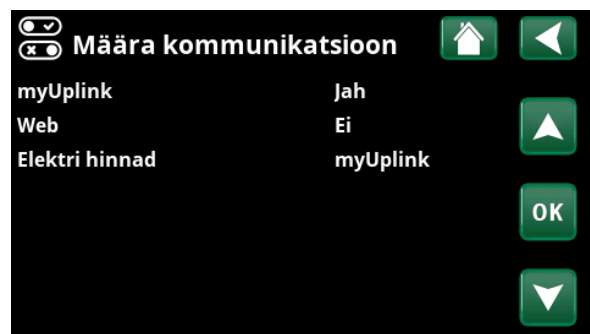 Määra kommunikatsioon
myUplink Jah
Web Ei
Elektri hinnad myUplink
OK